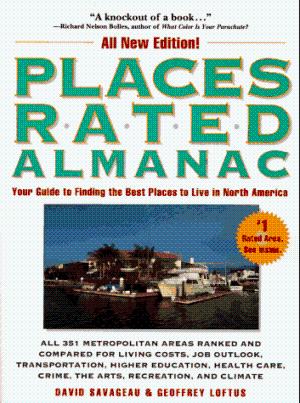 “A knockout of a book…”
—Richard Nelson Bolles, author of What Color Is Your Parachute?
All New Edition!
PLACES
R·A·T·E·D
ALMANAC
Your Guide to Finding the Best Places to Live in North America
#1
Rated Area.
See inside.
ALL 351 METROPOLITAN AREAS RANKED AND
COMPARED FOR LIVING COSTS, JOB OUTLOOK,
TRANSPORTATION, HIGHER EDUCATION, HEALTH CARE,
CRIME, THE ARTS, RECREATION, AND CLIMATE
DAVID SAVAGEAU & GEOFFREY LOFTUS